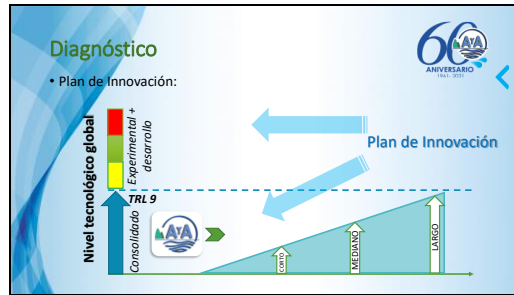 Diagnóstico
60
AyA
ANIVERSARIO
1961 - 2021
• Plan de Innovación:
Nivel tecnológico global
Experimental +
desarrollo
Plan de Innovación
TRL 9
Consolidado
AyA
CORTO
MEDIANO
LARGO